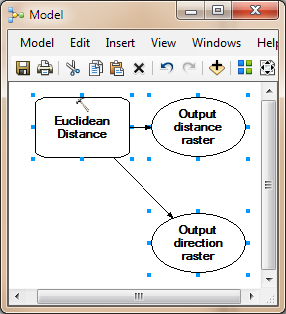 Model
Model Edit Insert View Windows Help
Euclidean
Distance
Output
distance
raster
Output
direction
raster